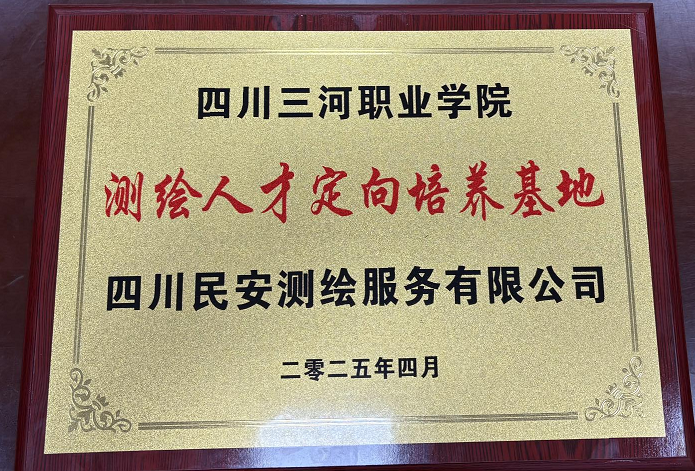 四川三河职业学院
测绘人才定向培养基地
四川民安测绘服务有限公司
二零二五年四月